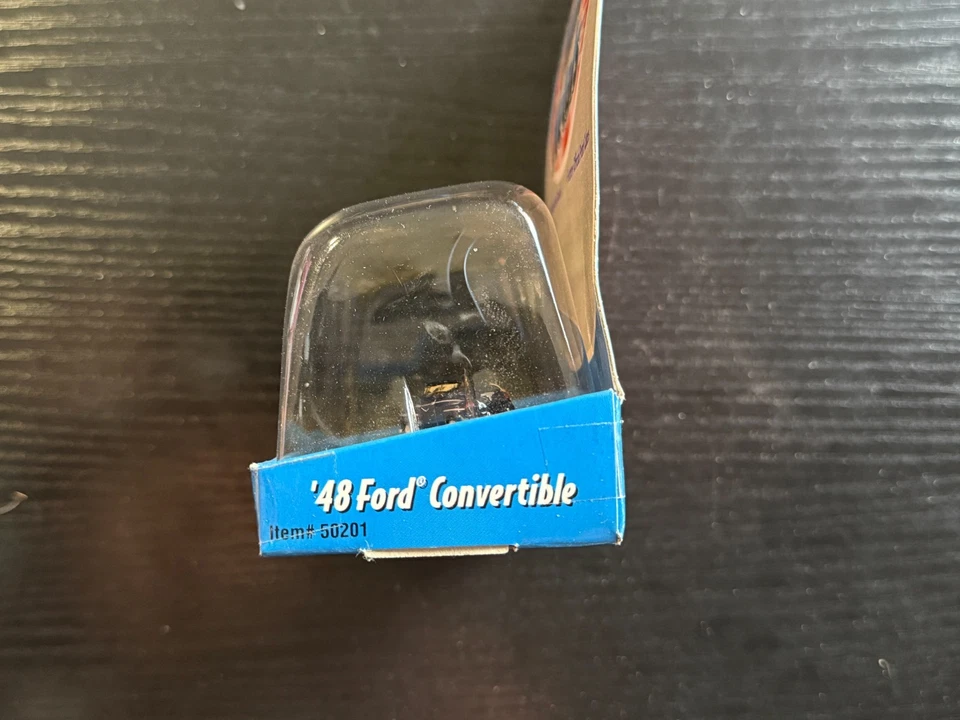 '48 Ford® Convertible
Item# 50201